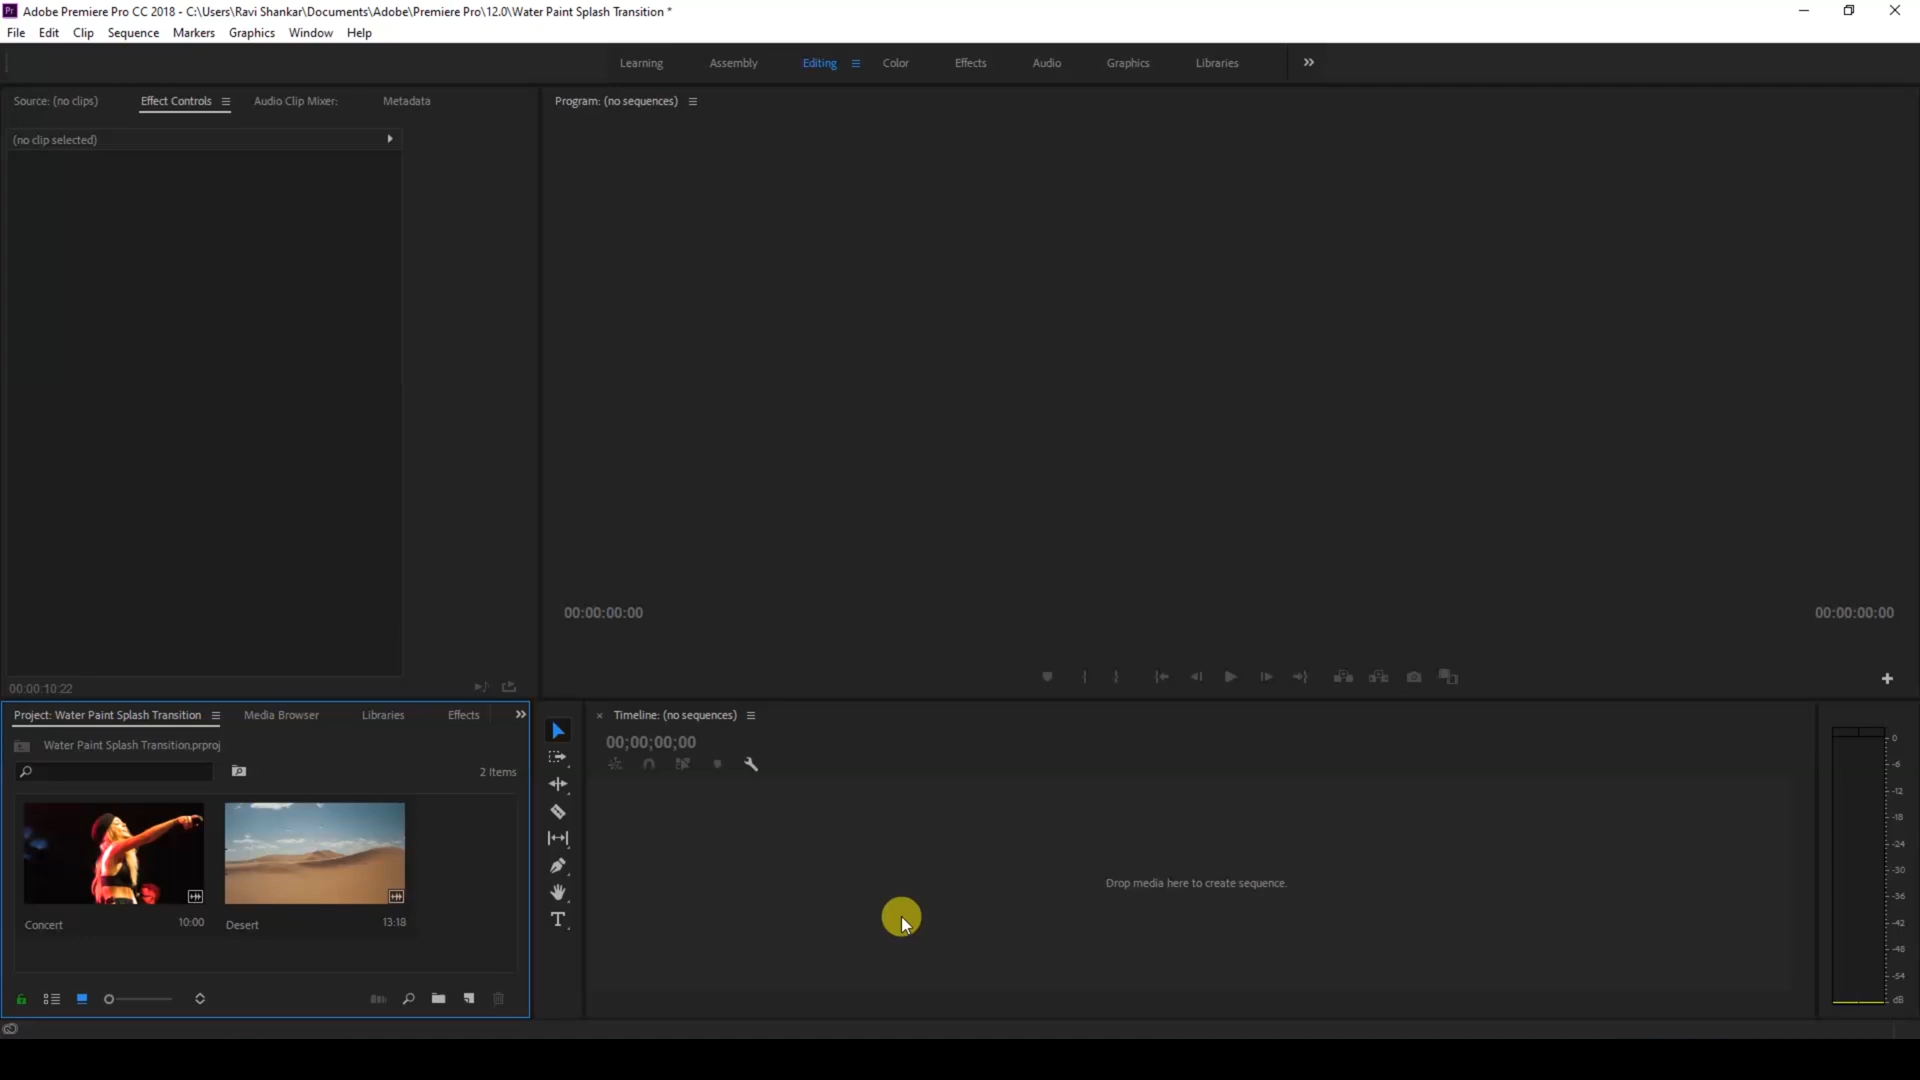 Adobe Premiere Pro CC 2018 - C:\Users\Ravi Shankar\Documents\Adobe\Premiere Pro\12.0\Water Paint Splash Transition *
File Edit Clip Sequence Markers Graphics Window Help
Learning Assembly Editing Color Effects Audio Graphics Libraries
Source: (no clips) Effect Controls Audio Clip Mixer: Metadata
Program: (no sequences)
(no clip selected)
00:00:00:00 00:00:00:00
00:00:10:22
Project: Water Paint Splash Transition Media Browser Libraries Effects
Timeline: (no sequences)
Water Paint Splash Transition.prproj
00;00;00;00
2 Items
Drop media here to create sequence.
Concert 10:00 Desert 13:18
0
-6
-12
-18
-24
-30
-36
-42
-48
-54
dB